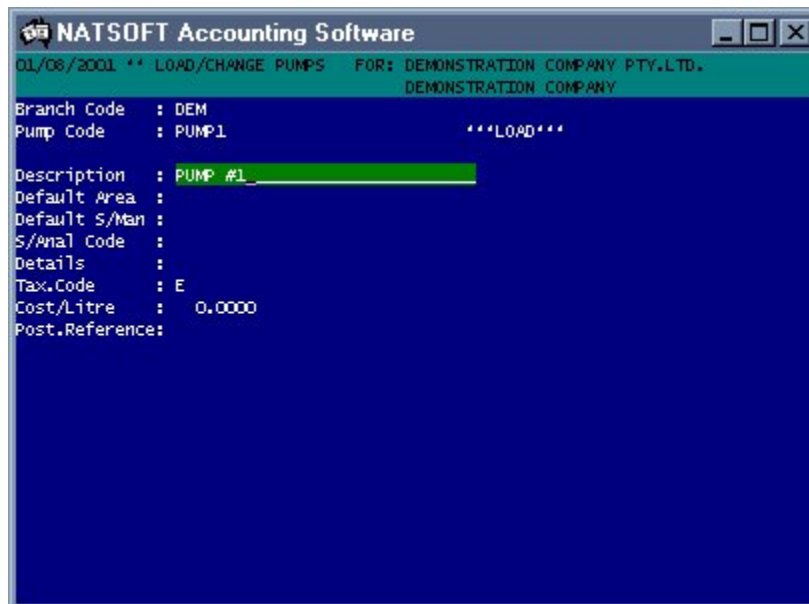 NATSOFT Accounting Software
01/08/2001 ** LOAD/CHANGE PUMPS FOR: DEMONSTRATION COMPANY PTY.LTD.
DEMONSTRATION COMPANY
Branch Code : DEM
Pump Code : PUMP1 ***LOAD***
Description : PUMP #1
Default Area :
Default S/Man :
S/Anal Code :
Details :
Tax.Code : E
Cost/Litre : 0.0000
Post.Reference: